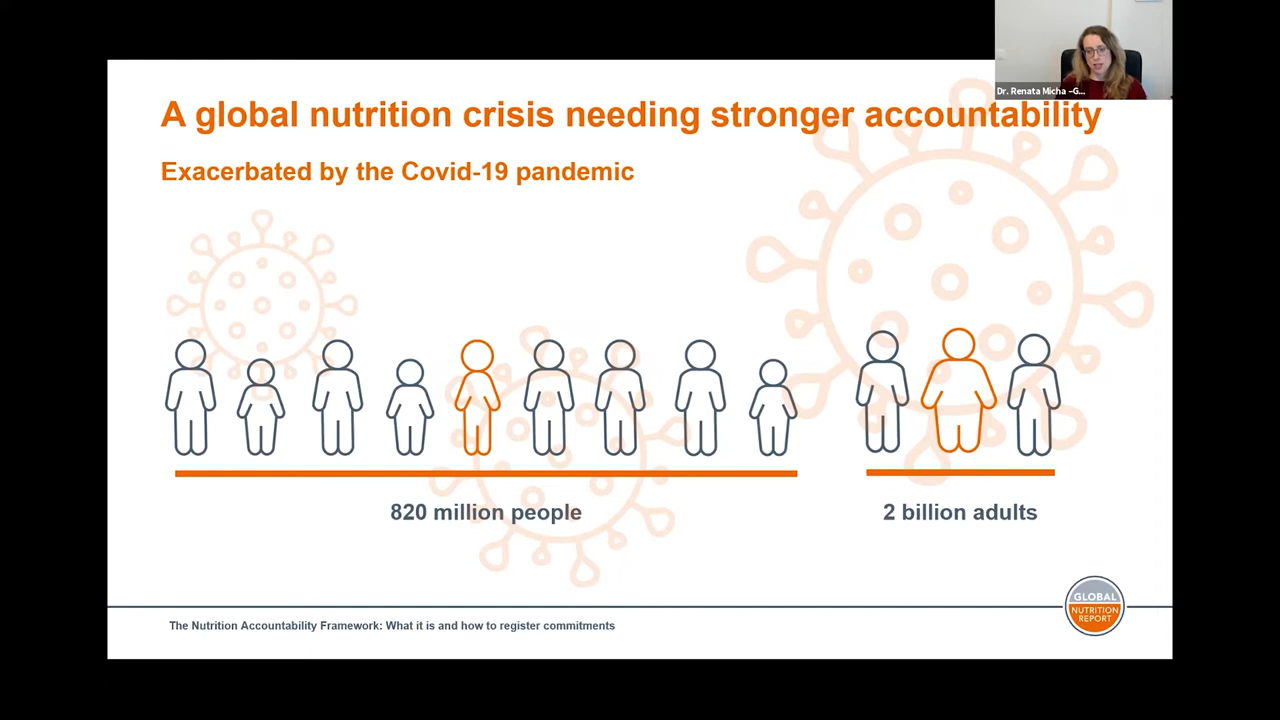 Dr. Renata Micha –G...
A global nutrition crisis needing stronger accountability
Exacerbated by the Covid-19 pandemic
820 million people
2 billion adults
The Nutrition Accountability Framework: What it is and how to register commitments
GLOBAL
NUTRITION
REPORT